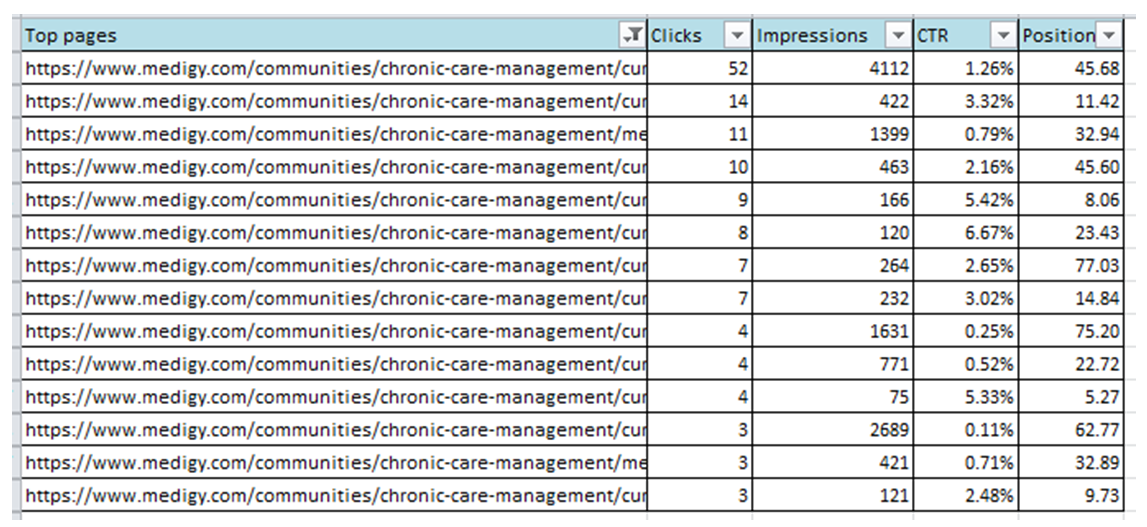 Top pages Clicks Impressions CTR Position
https://www.medigy.com/communities/chronic-care-management/cur 52 4112 1.26% 45.68
https://www.medigy.com/communities/chronic-care-management/cur 14 422 3.32% 11.42
https://www.medigy.com/communities/chronic-care-management/me 11 1399 0.79% 32.94
https://www.medigy.com/communities/chronic-care-management/cur 10 463 2.16% 45.60
https://www.medigy.com/communities/chronic-care-management/cur 9 166 5.42% 8.06
https://www.medigy.com/communities/chronic-care-management/cur 8 120 6.67% 23.43
https://www.medigy.com/communities/chronic-care-management/cur 7 264 2.65% 77.03
https://www.medigy.com/communities/chronic-care-management/cur 7 232 3.02% 14.84
https://www.medigy.com/communities/chronic-care-management/cur 4 1631 0.25% 75.20
https://www.medigy.com/communities/chronic-care-management/cur 4 771 0.52% 22.72
https://www.medigy.com/communities/chronic-care-management/cur 4 75 5.33% 5.27
https://www.medigy.com/communities/chronic-care-management/cur 3 2689 0.11% 62.77
https://www.medigy.com/communities/chronic-care-management/me 3 421 0.71% 32.89
https://www.medigy.com/communities/chronic-care-management/cur 3 121 2.48% 9.73